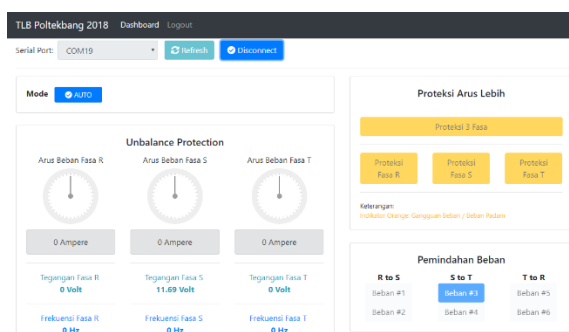 TLB Poltekbang 2018 Dashboard Logout
Serial Port: COM19 Refresh Disconnect
Mode AUTO
Unbalance Protection
Arus Beban Fasa R Arus Beban Fasa S Arus Beban Fasa T
0 Ampere 0 Ampere 0 Ampere
Tegangan Fasa R Tegangan Fasa S Tegangan Fasa T
0 Volt 11.69 Volt 0 Volt
Frekuensi Fasa R Frekuensi Fasa S Frekuensi Fasa T
0 Hz 0 Hz 0 Hz
Proteksi Arus Lebih
Proteksi 3 Fasa
Proteksi Fasa R Proteksi Fasa S Proteksi Fasa T
Keterangan:
Indikator Orange: Gangguan Beban / Beban Padam
Pemindahan Beban
R to S S to T T to R
Beban #1 Beban #3 Beban #5
Beban #2 Beban #4 Beban #6